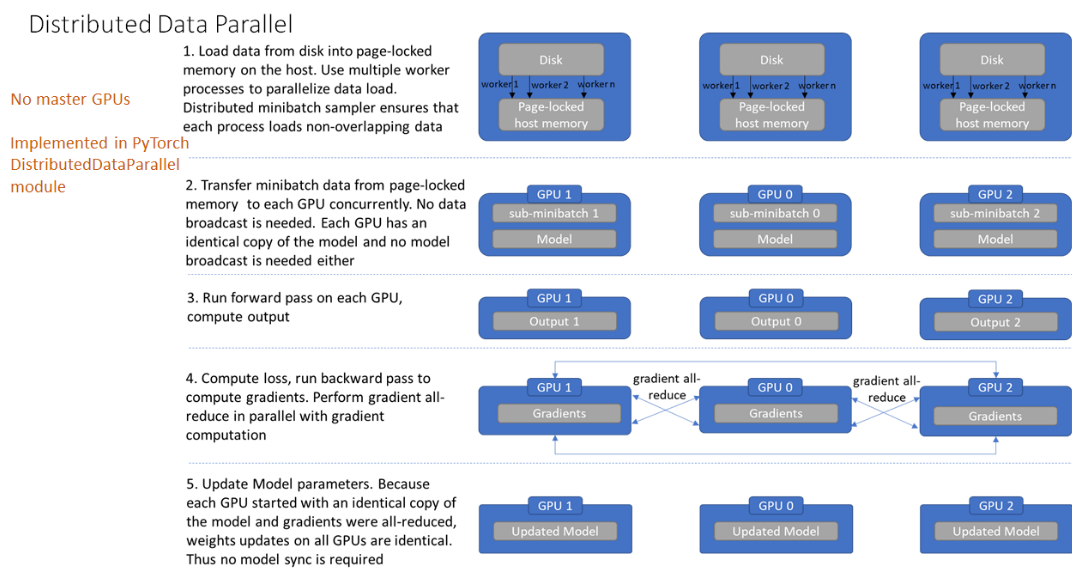 Distributed Data Parallel
No master GPUs
Implemented in PyTorch
DistributedDataParallel
module
1. Load data from disk into page-locked
memory on the host. Use multiple worker
processes to parallelize data load.
Distributed minibatch sampler ensures that
each process loads non-overlapping data
Disk
worker 1
worker 2
worker n
Page-locked
host memory
Disk
worker 1
worker 2
worker n
Page-locked
host memory
Disk
worker 1
worker 2
worker n
Page-locked
host memory
2. Transfer minibatch data from page-locked
memory  to each GPU concurrently. No data
broadcast is needed. Each GPU has an
identical copy of the model and no model
broadcast is needed either
GPU 1
sub-minibatch 1
Model
GPU 0
sub-minibatch 0
Model
GPU 2
sub-minibatch 2
Model
3. Run forward pass on each GPU,
compute output
GPU 1
Output 1
GPU 0
Output 0
GPU 2
Output 2
4. Compute loss, run backward pass to
compute gradients. Perform gradient all-
reduce in parallel with gradient
computation
GPU 1
Gradients
gradient all-
reduce
GPU 0
Gradients
gradient all-
reduce
GPU 2
Gradients
5. Update Model parameters. Because
each GPU started with an identical copy of
the model and gradients were all-reduced,
weights updates on all GPUs are identical.
Thus no model sync is required
GPU 1
Updated Model
GPU 0
Updated Model
GPU 2
Updated Model